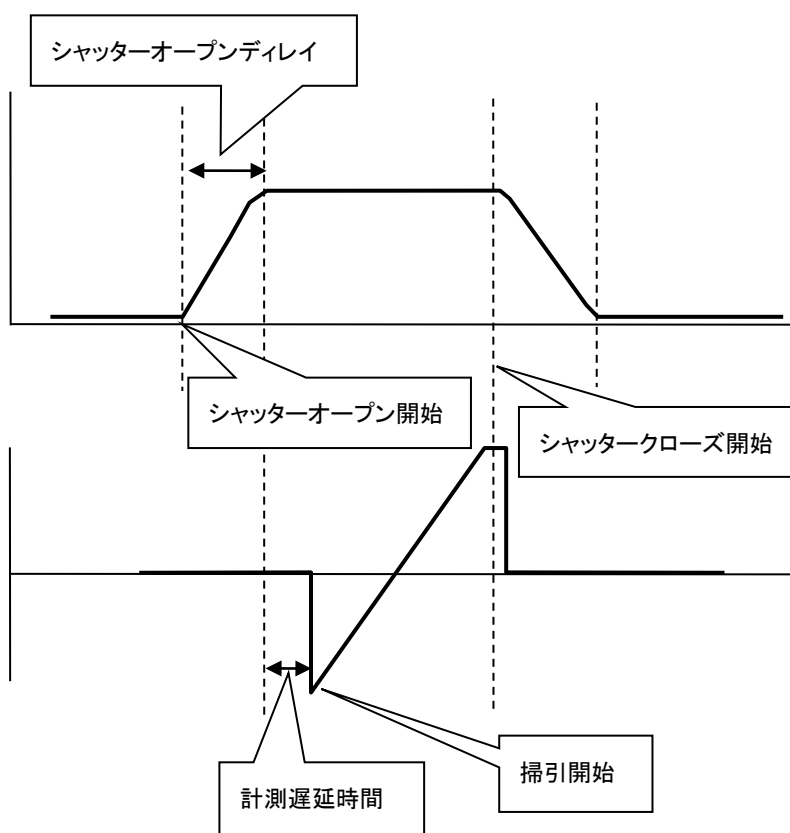 シャッターオープンディレイ
シャッターオープン開始
シャッタークローズ開始
掃引開始
計測遅延時間